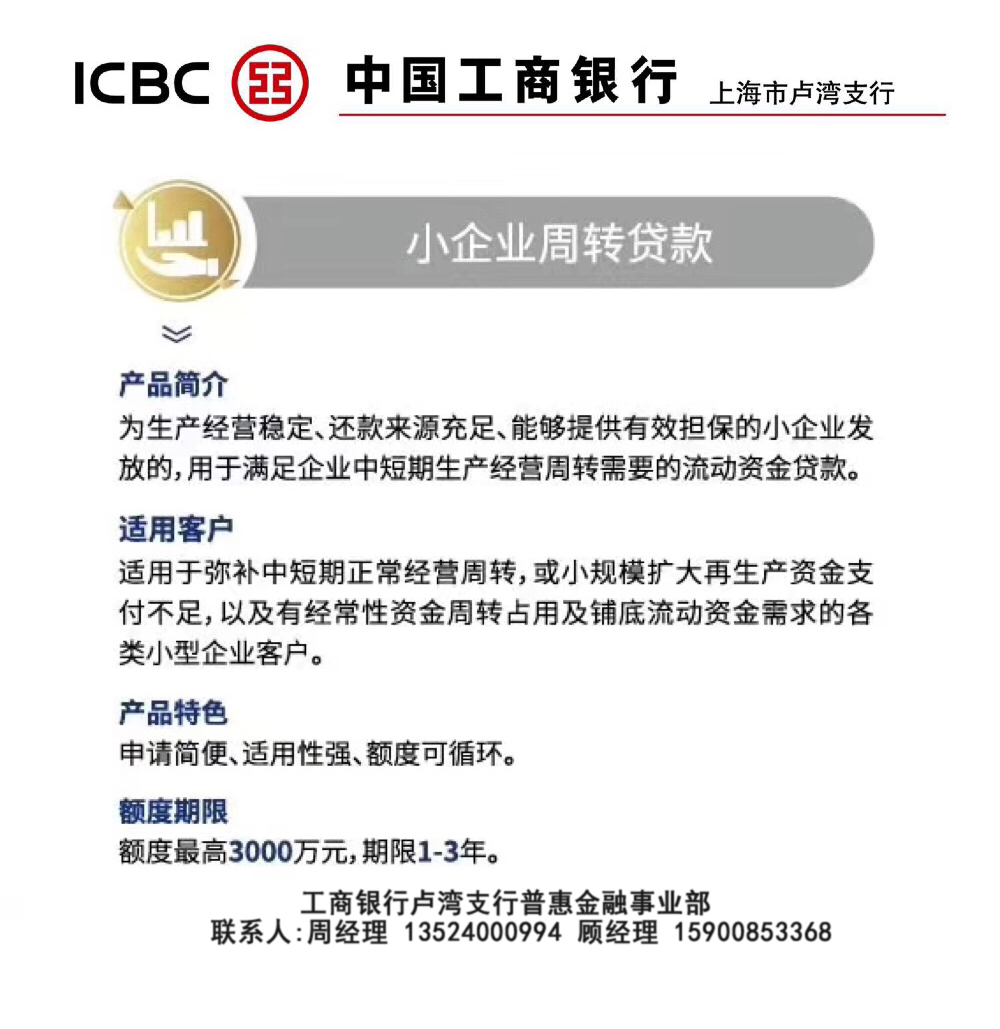 ICBC 中国工商银行 上海市卢湾支行
小企业周转贷款
产品简介
为生产经营稳定、还款来源充足、能够提供有效担保的小企业发
放的，用于满足企业中短期生产经营周转需要的流动资金贷款。
适用客户
适用于弥补中短期正常经营周转，或小规模扩大再生产资金支
付不足，以及有经常性资金周转占用及铺底流动资金需求的各
类小型企业客户。
产品特色
申请简便、适用性强、额度可循环。
额度期限
额度最高3000万元，期限1-3年。
工商银行卢湾支行普惠金融事业部
联系人：周经理 13524000994 顾经理 15900853368